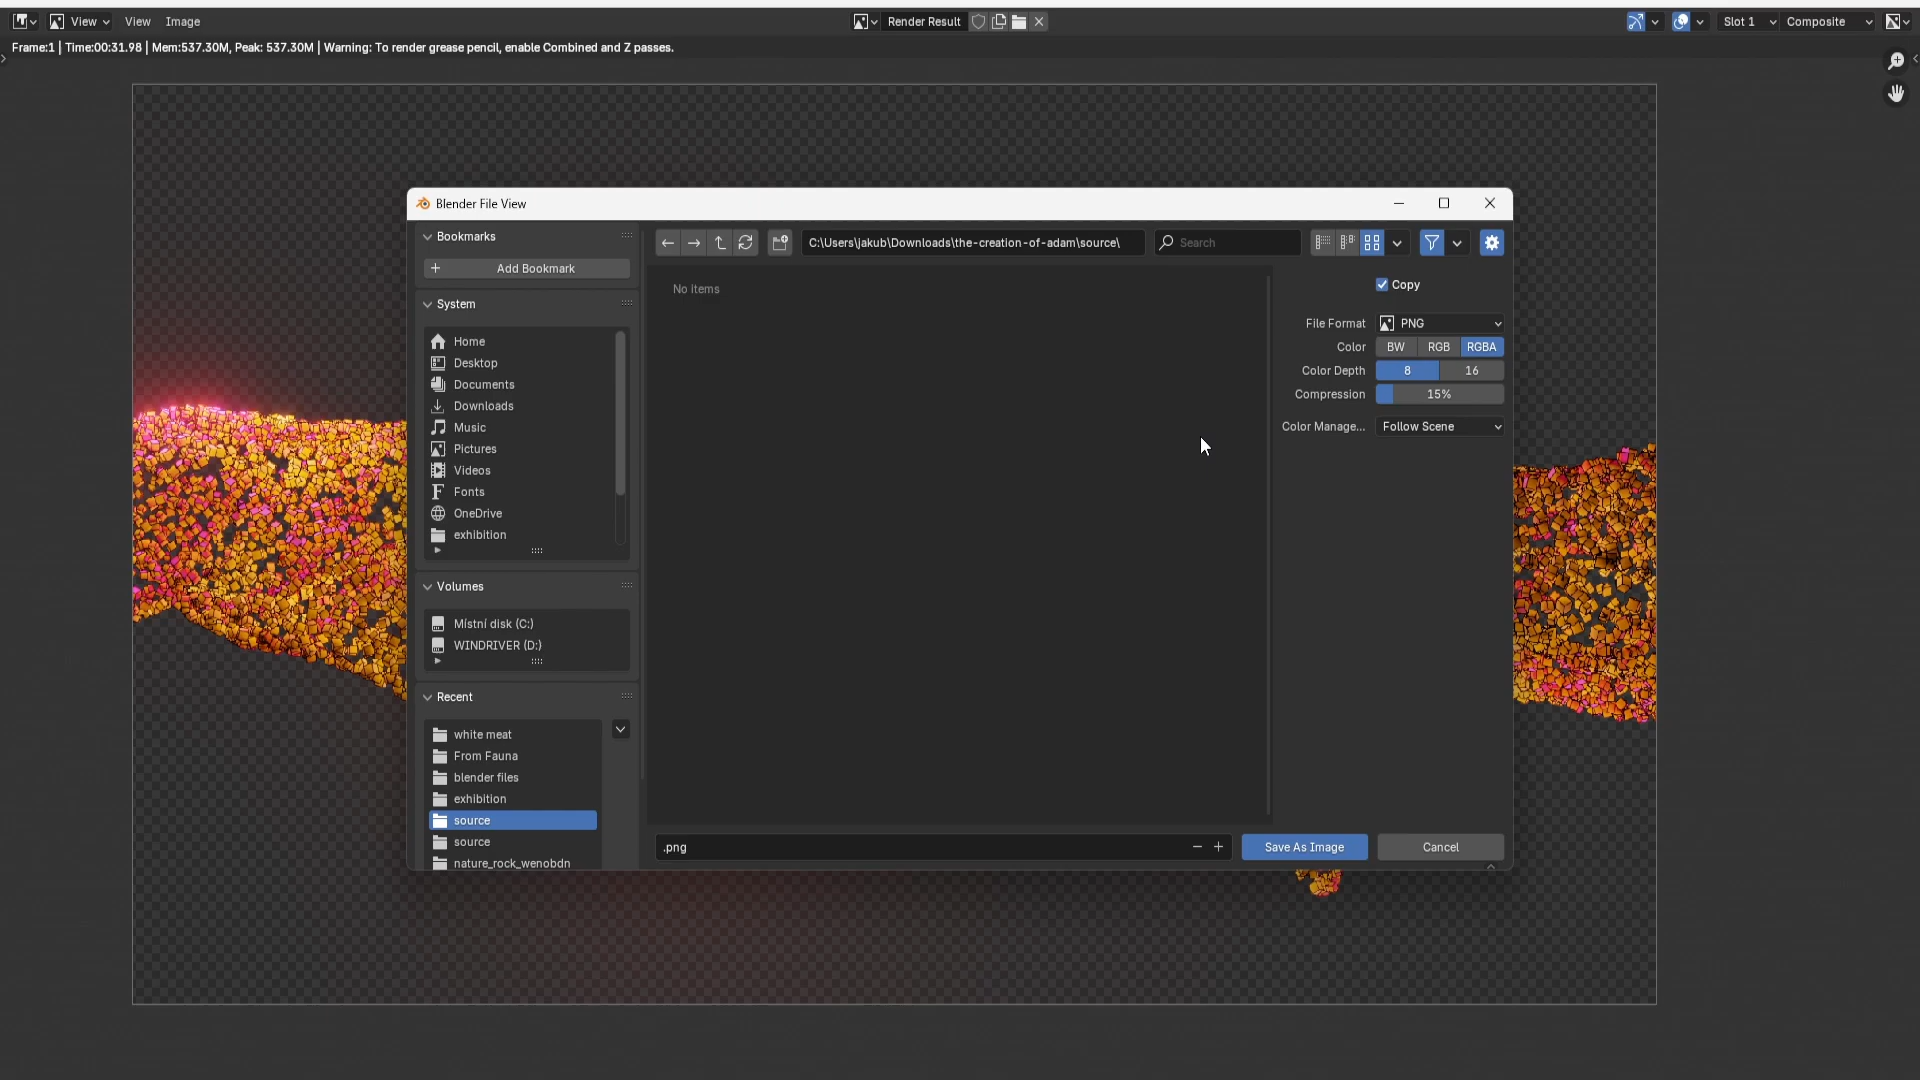 View View Image Render Result Slot 1 Composite
Frame:1 | Time:00:31.98 | Mem:537.30M, Peak: 537.30M | Warning: To render grease pencil, enable Combined and Z passes.
Blender File View
Bookmarks
Add Bookmark
System
Home
Desktop
Documents
Downloads
Music
Pictures
Videos
Fonts
OneDrive
exhibition
Volumes
Místní disk (C:)
WINDRIVER (D:)
Recent
white meat
From Fauna
blender files
exhibition
source
source
nature_rock_wenobdn
C:\Users\jakub\Downloads\the-creation-of-adam\source\
Search
No items
Copy
File Format PNG
Color BW RGB RGBA
Color Depth 8 16
Compression 15%
Color Manage... Follow Scene
.png
Save As Image
Cancel